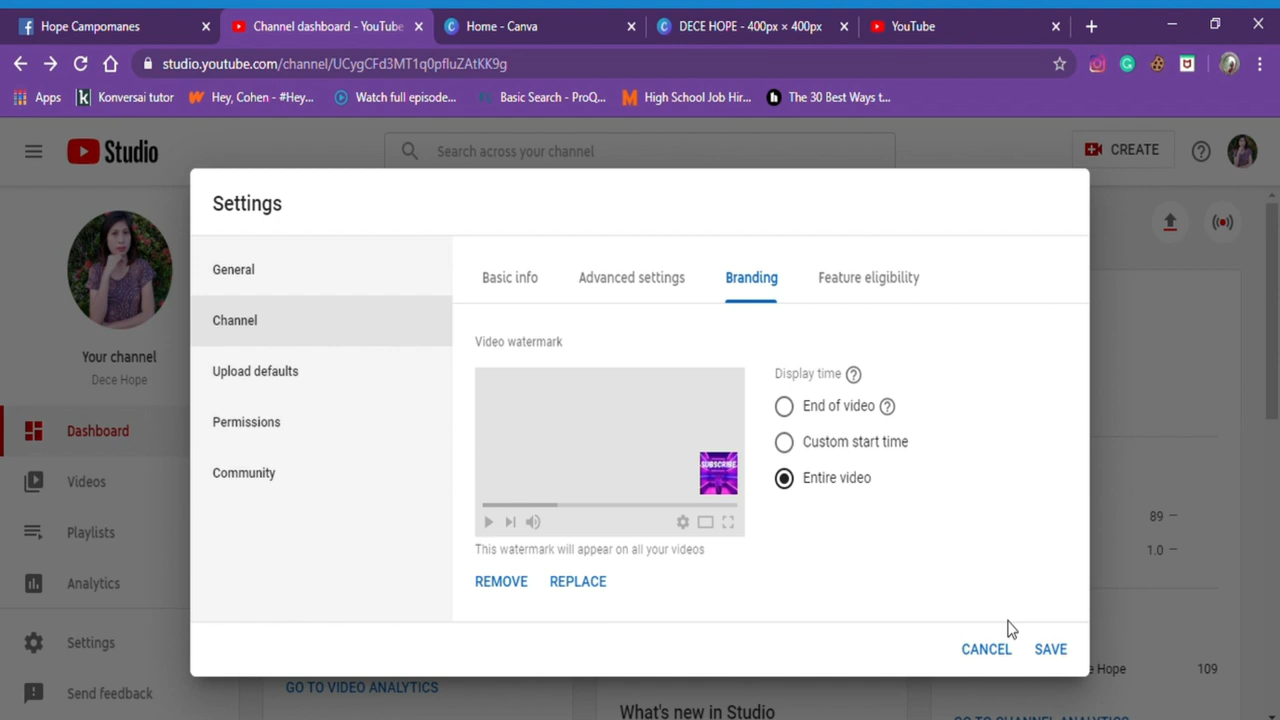 Hope Campomanes
Channel dashboard - YouTube
Home - Canva
DECE HOPE - 400px × 400px
YouTube
studio.youtube.com/channel/UCygCFd3MT1q0pfluZAtKK9g
Apps
Konversai tutor
Hey, Cohen - #Hey...
Watch full episode...
Basic Search - ProQ...
High School Job Hir...
The 30 Best Ways t...
Studio
Search across your channel
CREATE
Settings
General
Channel
Upload defaults
Permissions
Community
Basic info
Advanced settings
Branding
Feature eligibility
Video watermark
SUBSCRIBE
This watermark will appear on all your videos
REMOVE
REPLACE
Display time
End of video
Custom start time
Entire video
CANCEL
SAVE
Your channel
Dece Hope
Dashboard
Videos
Playlists
Analytics
Settings
Send feedback
89 —
1.0 —
e Hope
109
GO TO VIDEO ANALYTICS
What's new in Studio
GO TO CHANNEL ANALYTICS